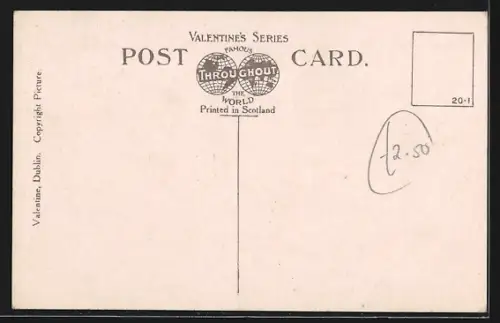 VALENTINE'S SERIES
FAMOUS
POST CARD.
THROUGHOUT
THE
WORLD
Printed in Scotland
20-1
£2.50
Valentine, Dublin. Copyright Picture